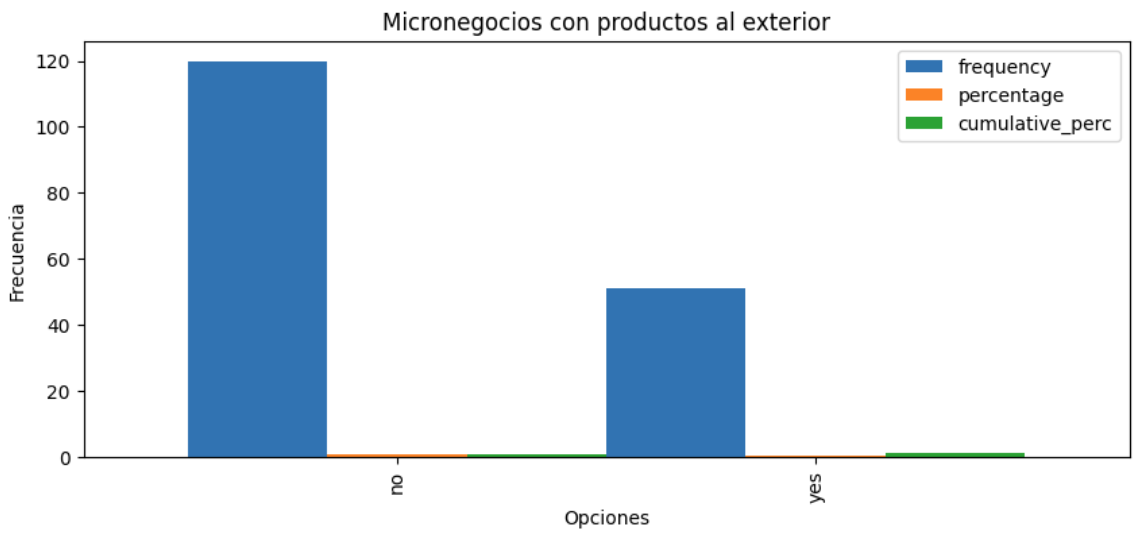 Micronegocios con productos al exterior
frequency
percentage
cumulative_perc
120
100
80
60
40
20
0
Frecuencia
no
yes
Opciones